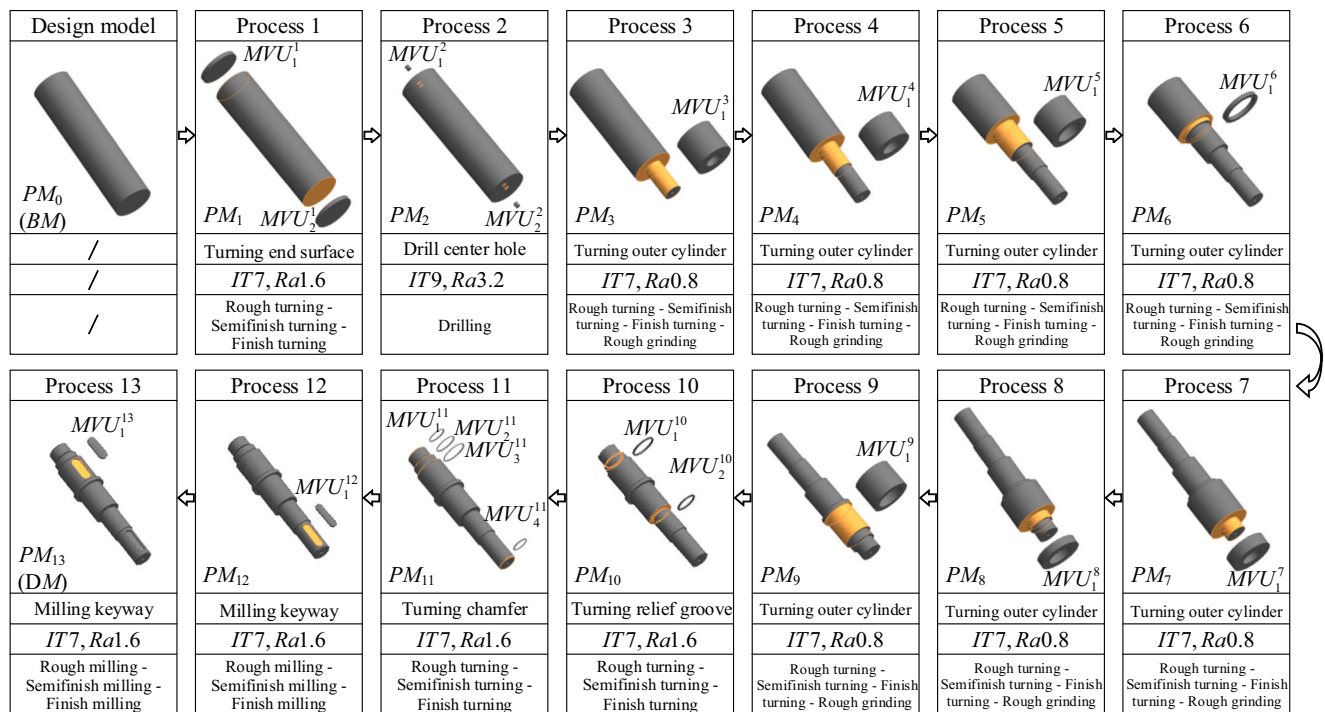 Design model
PM₀
(BM)
/
/
/
Process 1
MVU₁¹
MVU₂¹
PM₁
Turning end surface
IT7, Ra1.6
Rough turning -
Semifinish turning -
Finish turning
Process 2
MVU₁²
MVU₂²
PM₂
Drill center hole
IT9, Ra3.2
Drilling
Process 3
MVU₁³
PM₃
Turning outer cylinder
IT7, Ra0.8
Rough turning - Semifinish
turning - Finish turning -
Rough grinding
Process 4
MVU₁⁴
PM₄
Turning outer cylinder
IT7, Ra0.8
Rough turning - Semifinish
turning - Finish turning -
Rough grinding
Process 5
MVU₁⁵
PM₅
Turning outer cylinder
IT7, Ra0.8
Rough turning - Semifinish
turning - Finish turning -
Rough grinding
Process 6
MVU₁⁶
PM₆
Turning outer cylinder
IT7, Ra0.8
Rough turning - Semifinish
turning - Finish turning -
Rough grinding
Process 13
MVU₁¹³
PM₁₃
(DM)
Milling keyway
IT7, Ra1.6
Rough milling -
Semifinish milling -
Finish milling
Process 12
MVU₁¹²
PM₁₂
Milling keyway
IT7, Ra1.6
Rough milling -
Semifinish milling -
Finish milling
Process 11
MVU₁¹¹
MVU₂¹¹
MVU₃¹¹
MVU₄¹¹
PM₁₁
Turning chamfer
IT7, Ra1.6
Rough turning -
Semifinish turning -
Finish turning
Process 10
MVU₁¹⁰
MVU₂¹⁰
PM₁₀
Turning relief groove
IT7, Ra1.6
Rough turning -
Semifinish turning -
Finish turning
Process 9
MVU₁⁹
PM₉
Turning outer cylinder
IT7, Ra0.8
Rough turning -
Semifinish turning - Finish
turning - Rough grinding
Process 8
PM₈
MVU₁⁸
Turning outer cylinder
IT7, Ra0.8
Rough turning -
Semifinish turning - Finish
turning - Rough grinding
Process 7
PM₇
MVU₁⁷
Turning outer cylinder
IT7, Ra0.8
Rough turning -
Semifinish turning - Finish
turning - Rough grinding